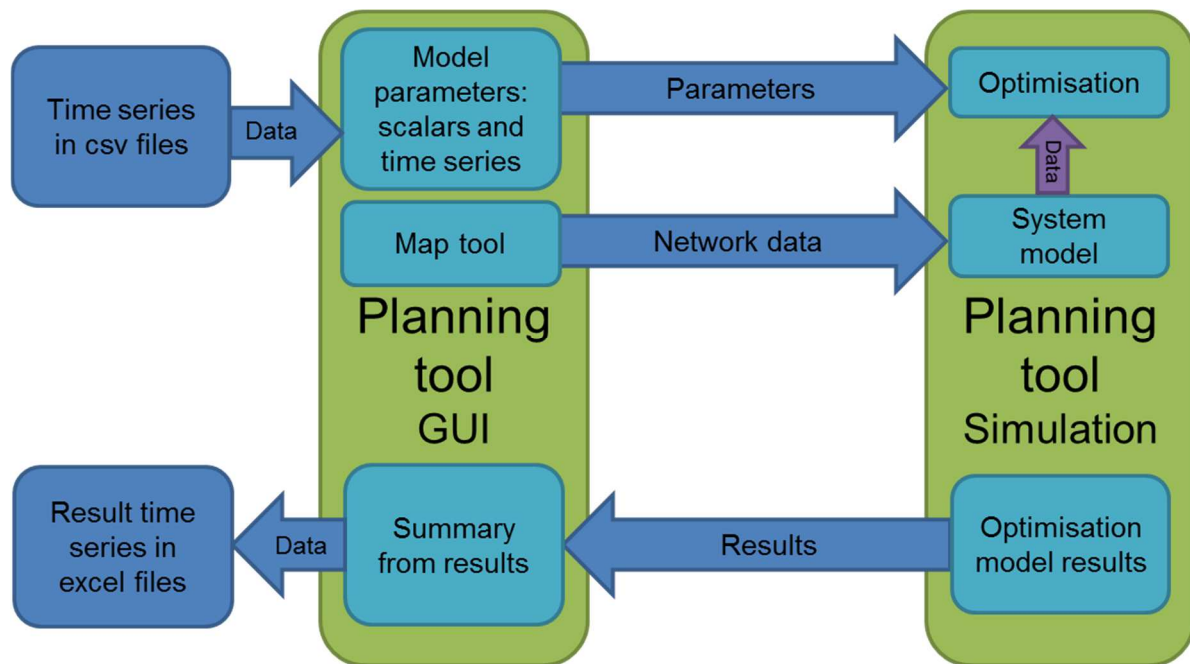 Time series
in csv files
Data
Model
parameters:
scalars and
time series
Parameters
Optimisation
Data
Map tool
Network data
System
model
Planning
tool
GUI
Planning
tool
Simulation
Result time
series in
excel files
Data
Summary
from results
Results
Optimisation
model results